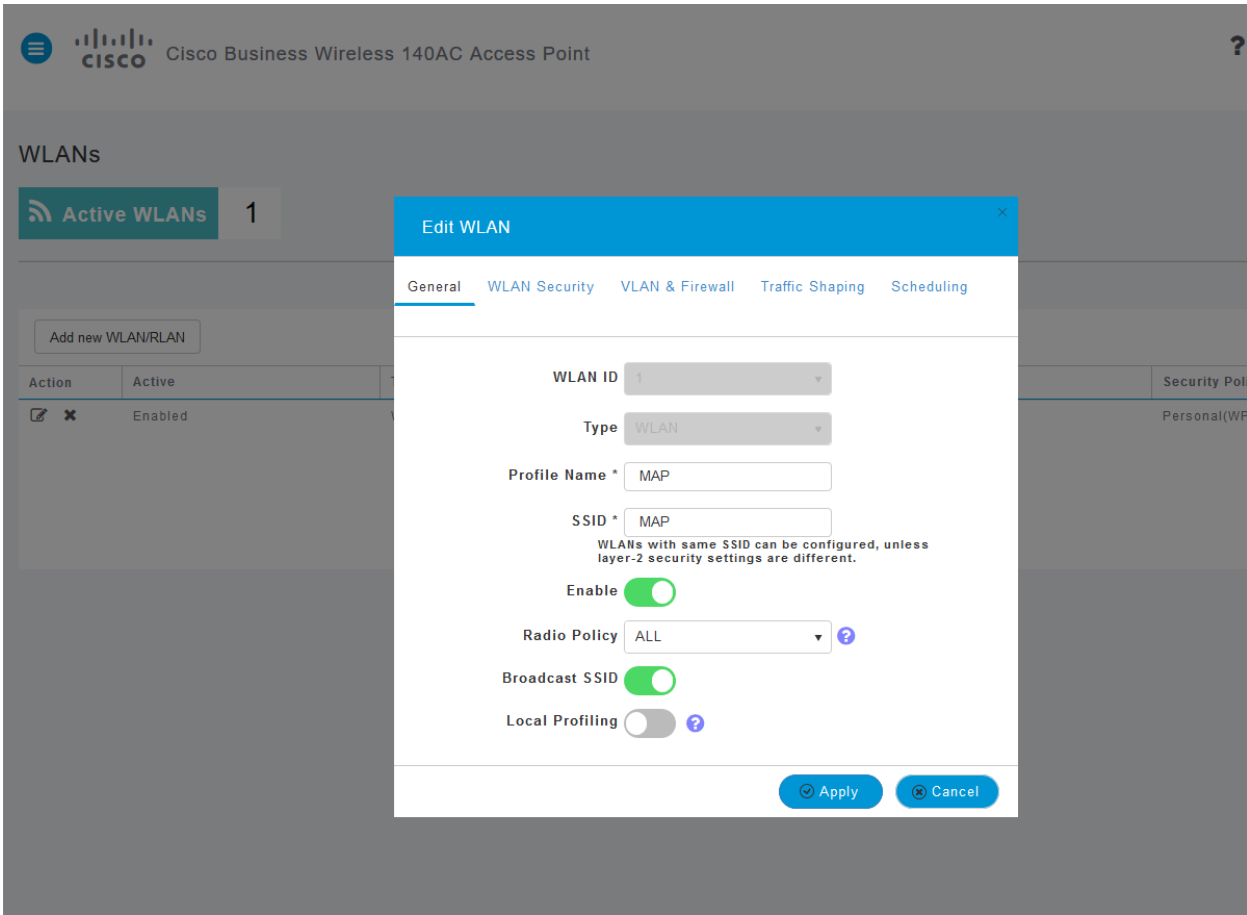 CISCO
Cisco Business Wireless 140AC Access Point
?
WLANs
Active WLANs 1
Edit WLAN
General WLAN Security VLAN & Firewall Traffic Shaping Scheduling
Add new WLAN/RLAN
Action Active Security Pol
Enabled Personal(WP
WLAN ID 1
Type WLAN
Profile Name * MAP
SSID * MAP
WLANs with same SSID can be configured, unless
layer-2 security settings are different.
Enable
Radio Policy ALL ?
Broadcast SSID
Local Profiling ?
Apply Cancel